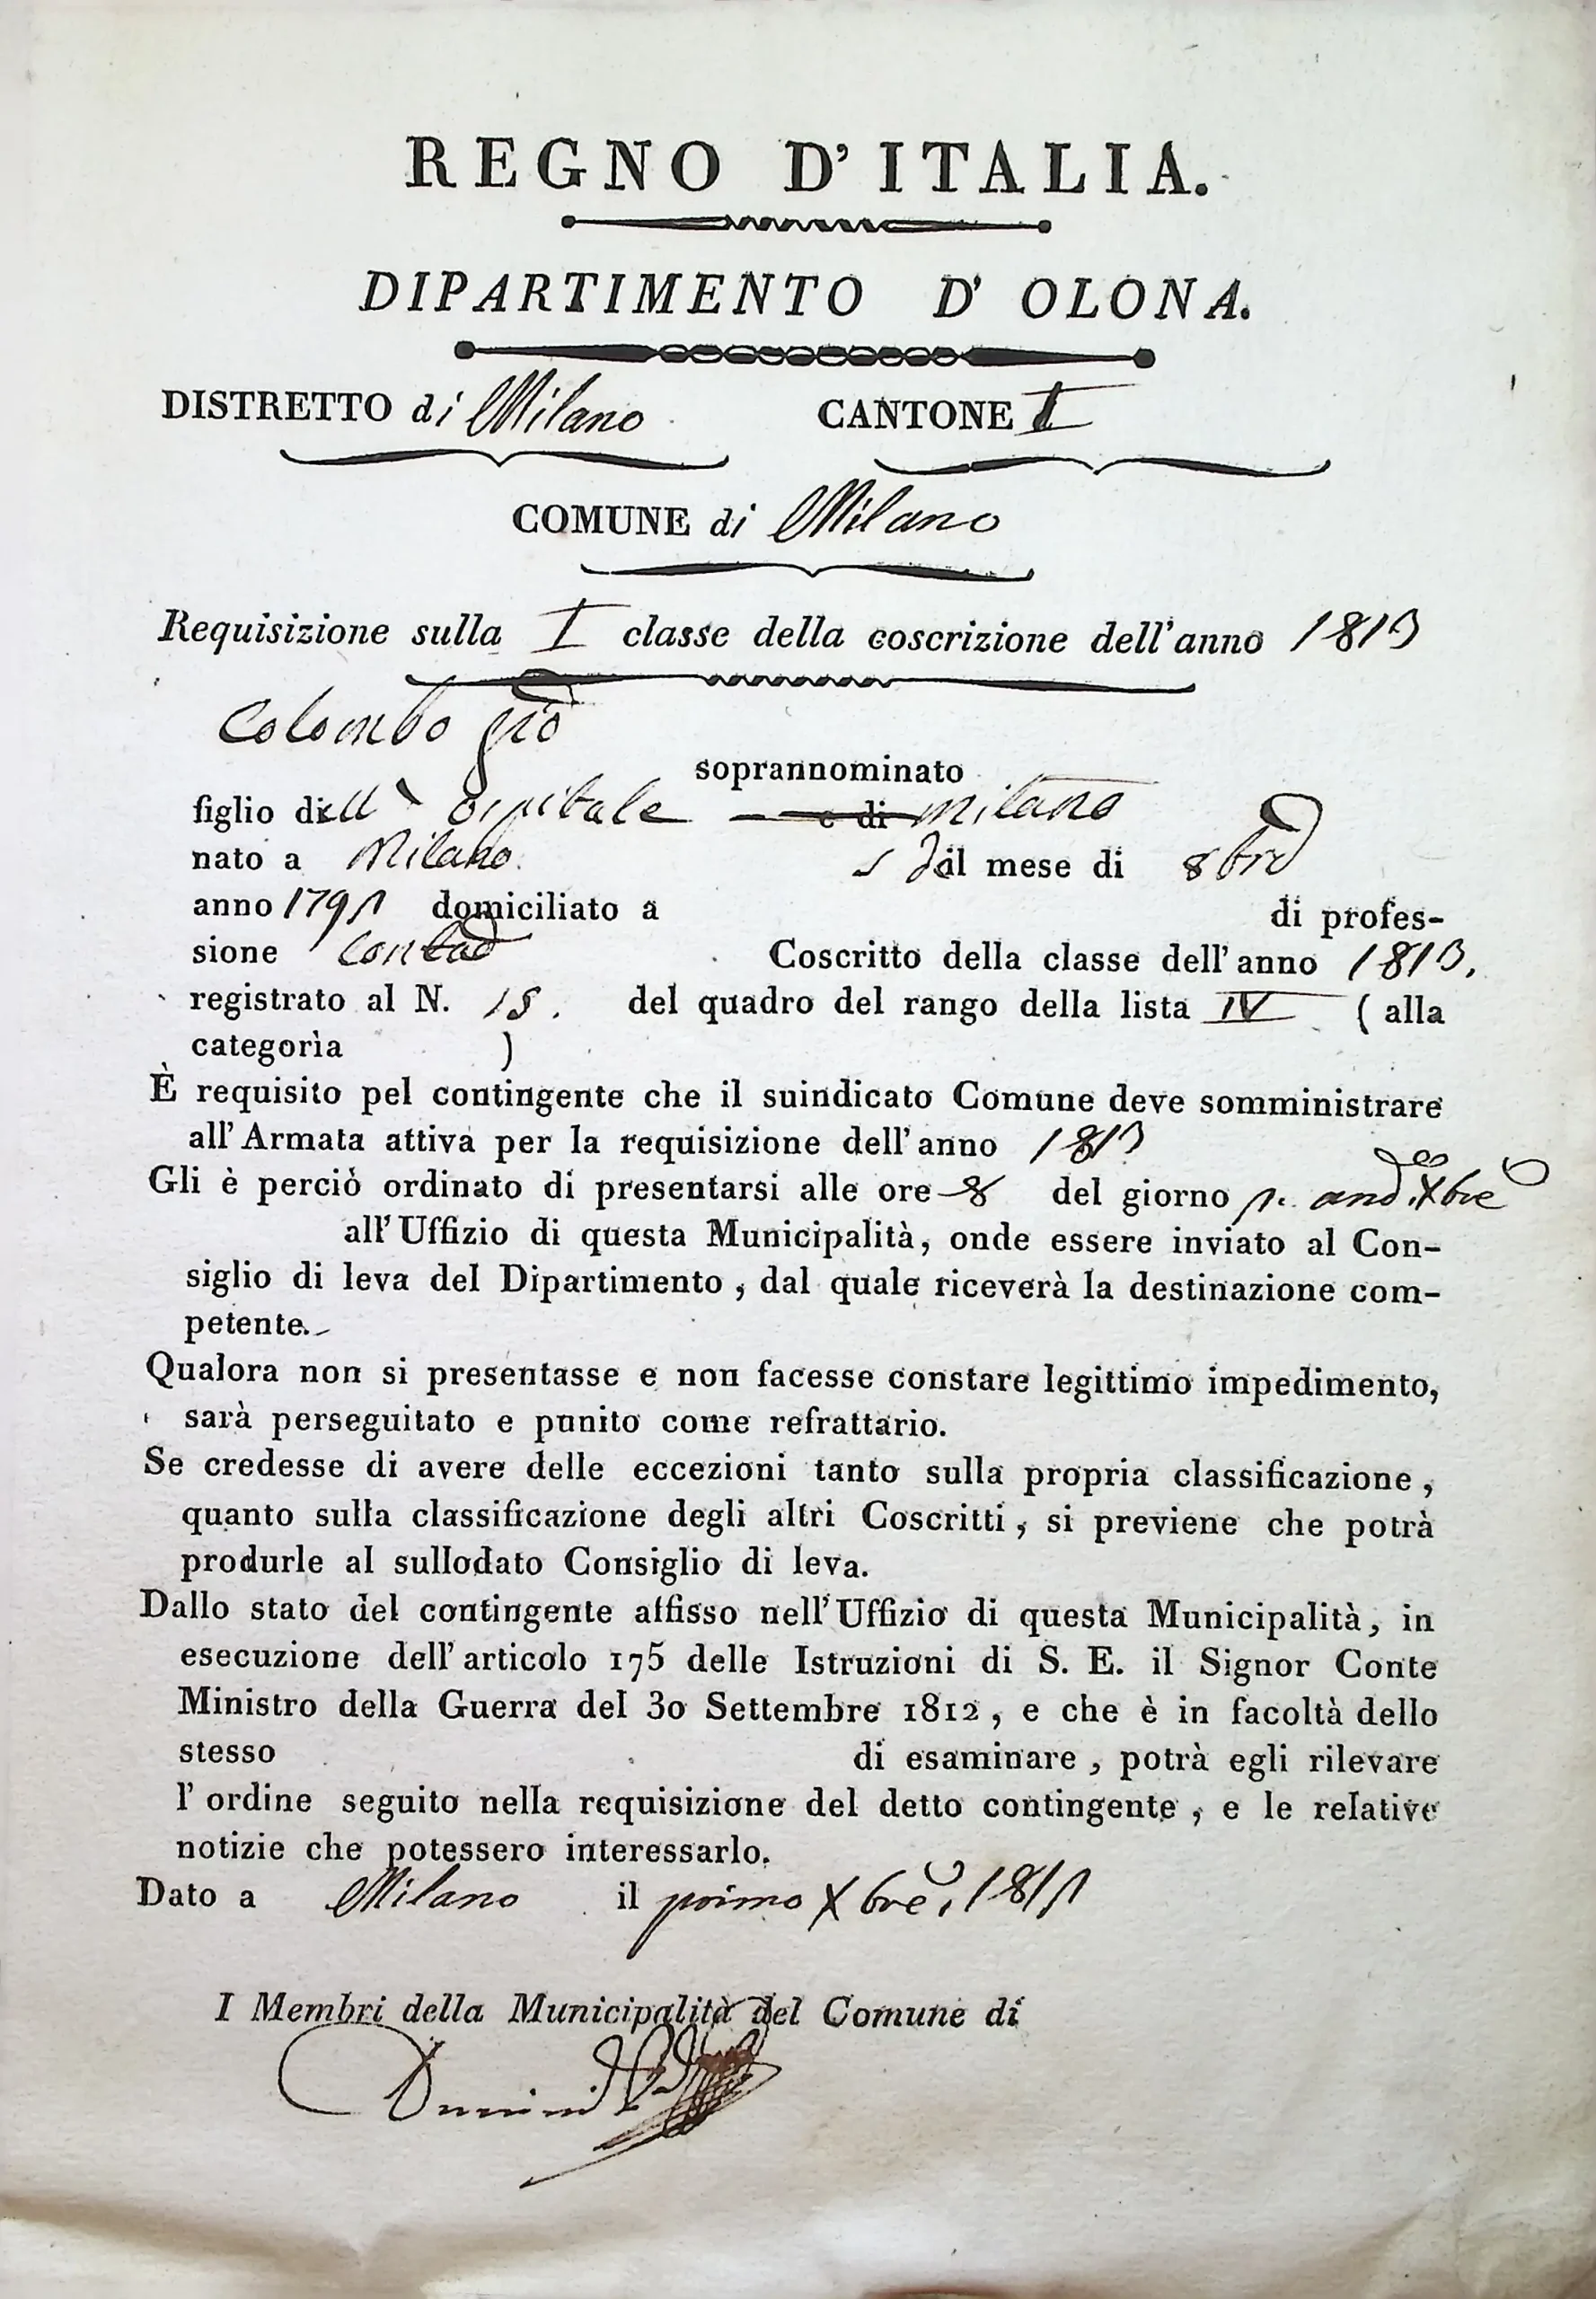 REGNO D'ITALIA.
DIPARTIMENTO D' OLONA.
DISTRETTO di Milano CANTONE I
COMUNE di Milano
Requisizione sulla I classe della coscrizione dell'anno 1813
Colombo Gio
soprannominato
figlio dell' Ospitale e di Milano
nato a Milano il mese di 8bre
anno 179 domiciliato a di profes-
sione Contad Coscritto della classe dell'anno 1813.
registrato al N. 15. del quadro del rango della lista IV (alla
categorìa )
È requisito pel contingente che il suindicato Comune deve somministrare
all'Armata attiva per la requisizione dell'anno 1813
Gli è perciò ordinato di presentarsi alle ore 8 del giorno and. Xbre
all'Uffizio di questa Municipalità, onde essere inviato al Con-
siglio di leva del Dipartimento, dal quale riceverà la destinazione com-
petente.
Qualora non si presentasse e non facesse constare legittimo impedimento,
sarà perseguitato e punito come refrattario.
Se credesse di avere delle eccezioni tanto sulla propria classificazione,
quanto sulla classificazione degli altri Coscritti, si previene che potrà
produrle al sullodato Consiglio di leva.
Dallo stato del contingente affisso nell'Uffizio di questa Municipalità, in
esecuzione dell'articolo 175 delle Istruzioni di S. E. il Signor Conte
Ministro della Guerra del 30 Settembre 1812, e che è in facoltà dello
stesso di esaminare, potrà egli rilevare
l'ordine seguito nella requisizione del detto contingente, e le relative
notizie che potessero interessarlo.
Dato a Milano il primo Xbre.
I Membri della Municipalità del Comune di